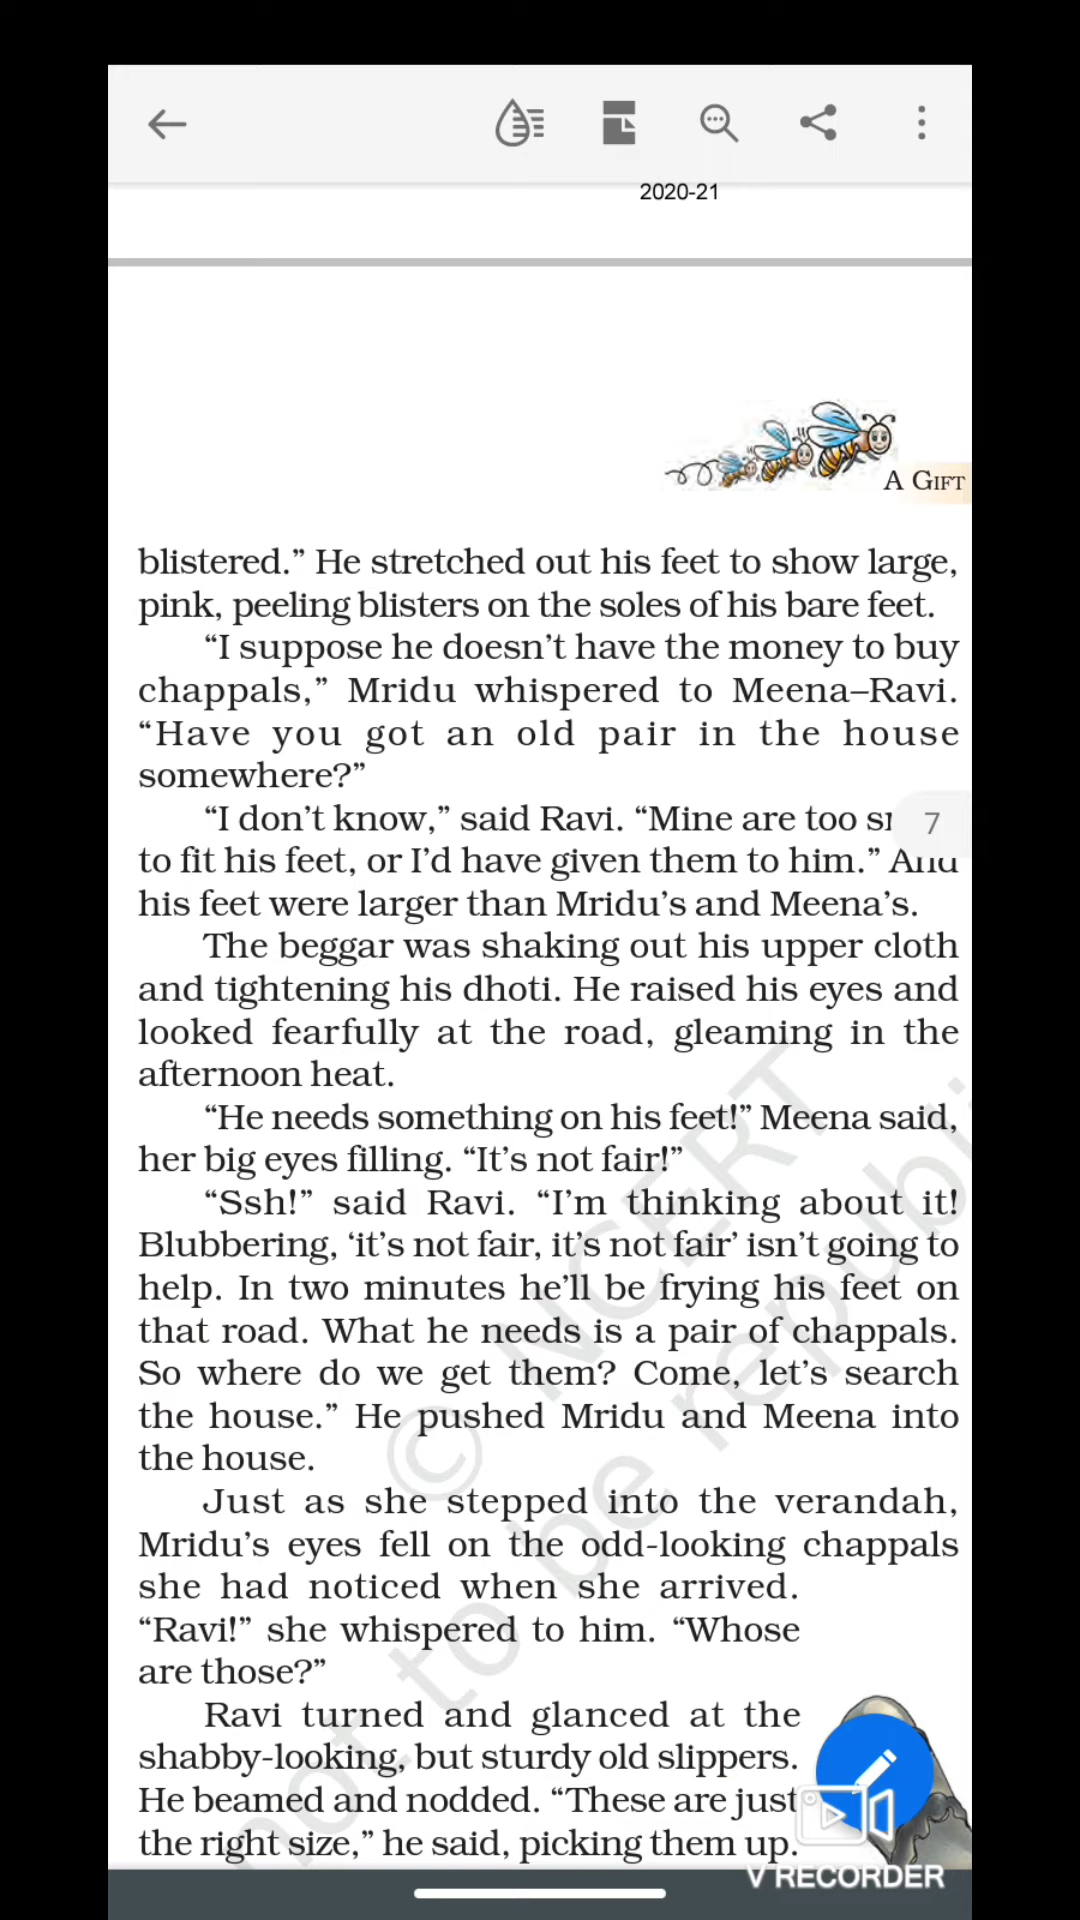 2020-21
A GIFT
blistered.” He stretched out his feet to show large,
pink, peeling blisters on the soles of his bare feet.
“I suppose he doesn’t have the money to buy
chappals,” Mridu whispered to Meena–Ravi.
“Have you got an old pair in the house
somewhere?”
“I don’t know,” said Ravi. “Mine are too
7
to fit his feet, or I’d have given them to him.” And
his feet were larger than Mridu’s and Meena’s.
The beggar was shaking out his upper cloth
and tightening his dhoti. He raised his eyes and
looked fearfully at the road, gleaming in the
afternoon heat.
“He needs something on his feet!” Meena said,
her big eyes filling. “It’s not fair!”
“Ssh!” said Ravi. “I’m thinking about it!
Blubbering, ‘it’s not fair, it’s not fair’ isn’t going to
help. In two minutes he’ll be frying his feet on
that road. What he needs is a pair of chappals.
So where do we get them? Come, let’s search
the house.” He pushed Mridu and Meena into
the house.
Just as she stepped into the verandah,
Mridu’s eyes fell on the odd-looking chappals
she had noticed when she arrived.
“Ravi!” she whispered to him. “Whose
are those?”
Ravi turned and glanced at the
shabby-looking, but sturdy old slippers.
He beamed and nodded. “These are just
the right size,” he said, picking them up.
© NCERT
not to be republi
V RECORDER